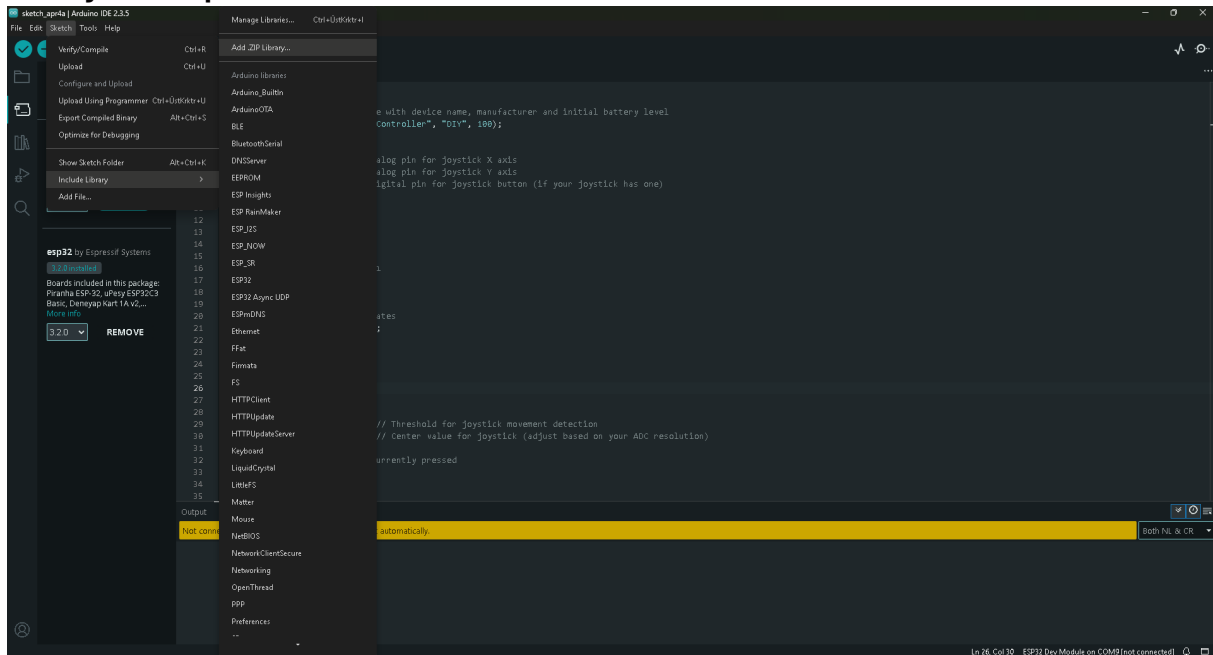 sketch_apr4a | Arduino IDE 2.3.5
File Edit Sketch Tools Help
Verify/Compile Ctrl+R
Upload Ctrl+U
Configure and Upload
Upload Using Programmer Ctrl+ÜstKrktr+U
Export Compiled Binary Alt+Ctrl+S
Optimize for Debugging
Show Sketch Folder Alt+Ctrl+K
Include Library
Add File...
Manage Libraries... Ctrl+ÜstKrktr+I
Add .ZIP Library...
Arduino libraries
Arduino_BuiltIn
ArduinoOTA
BLE
BluetoothSerial
DNSServer
EEPROM
ESP Insights
ESP RainMaker
ESP_I2S
ESP_NOW
ESP_SR
ESP32
ESP32 Async UDP
ESPmDNS
Ethernet
FFat
Firmata
FS
HTTPClient
HTTPUpdate
HTTPUpdateServer
Keyboard
LiquidCrystal
LittleFS
Matter
Mouse
NetBIOS
NetworkClientSecure
Networking
OpenThread
PPP
Preferences
esp32 by Espressif Systems
3.2.0 installed
Boards included in this package:
Piranha ESP-32, uPesy ESP32C3
Basic, Deneyap Kart 1A v2,...
More info
3.2.0 REMOVE
12
13
14
15
16
17
18
19
20
21
22
23
24
25
26
27
28
29
30
31
32
33
34
35
e with device name, manufacturer and initial battery level
Controller", "DIY", 100);
alog pin for joystick X axis
alog pin for joystick Y axis
igital pin for joystick button (if your joystick has one)
ates
;
// Threshold for joystick movement detection
// Center value for joystick (adjust based on your ADC resolution)
urrently pressed
Output
Not conne
automatically.
Both NL & CR
Ln 26, Col 30 ESP32 Dev Module on COM9 [not connected]